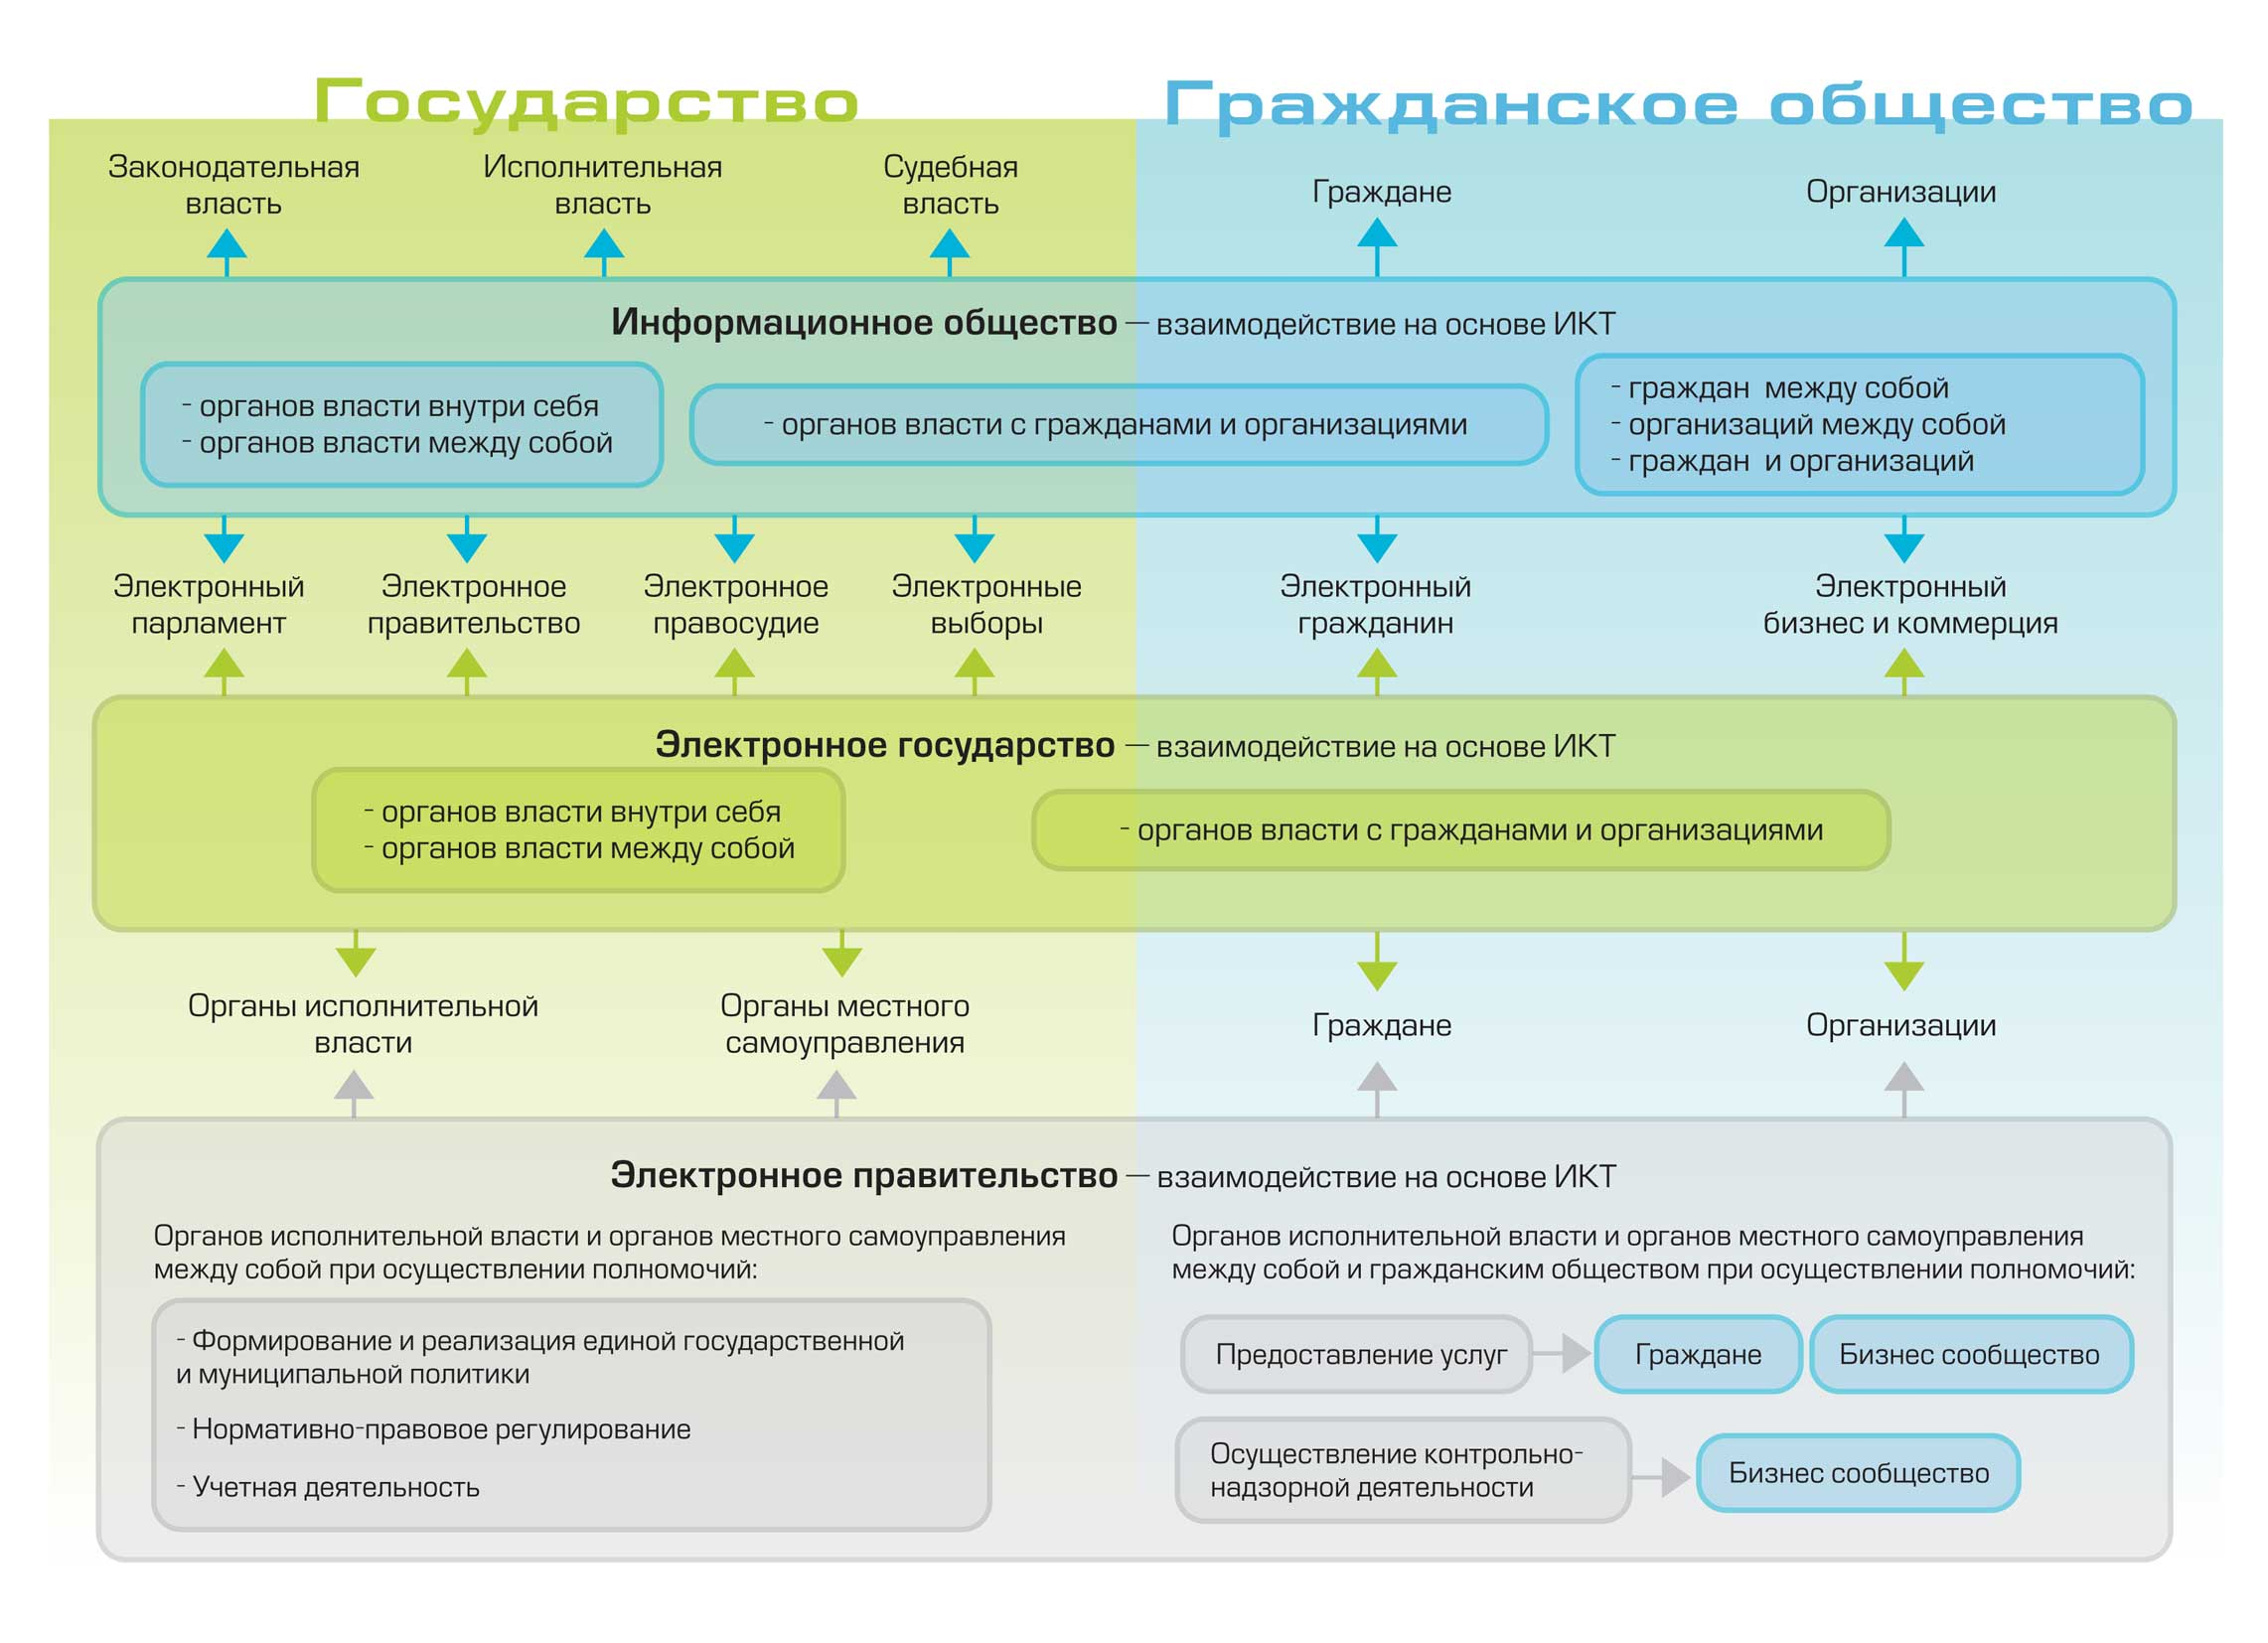 Государство
Гражданское общество
Законодательная
власть
Исполнительная
власть
Судебная
власть
Граждане
Организации
Информационное общество — взаимодействие на основе ИКТ
- органов власти внутри себя
- органов власти между собой
- органов власти с гражданами и организациями
- граждан между собой
- организаций между собой
- граждан и организаций
Электронный
парламент
Электронное
правительство
Электронное
правосудие
Электронные
выборы
Электронный
гражданин
Электронный
бизнес и коммерция
Электронное государство — взаимодействие на основе ИКТ
- органов власти внутри себя
- органов власти между собой
- органов власти с гражданами и организациями
Органы исполнительной
власти
Органы местного
самоуправления
Граждане
Организации
Электронное правительство — взаимодействие на основе ИКТ
Органов исполнительной власти и органов местного самоуправления
между собой при осуществлении полномочий:
- Формирование и реализация единой государственной
и муниципальной политики
- Нормативно-правовое регулирование
- Учетная деятельность
Органов исполнительной власти и органов местного самоуправления
между собой и гражданским обществом при осуществлении полномочий:
Предоставление услуг
Граждане
Бизнес сообщество
Осуществление контрольно-
надзорной деятельности
Бизнес сообщество